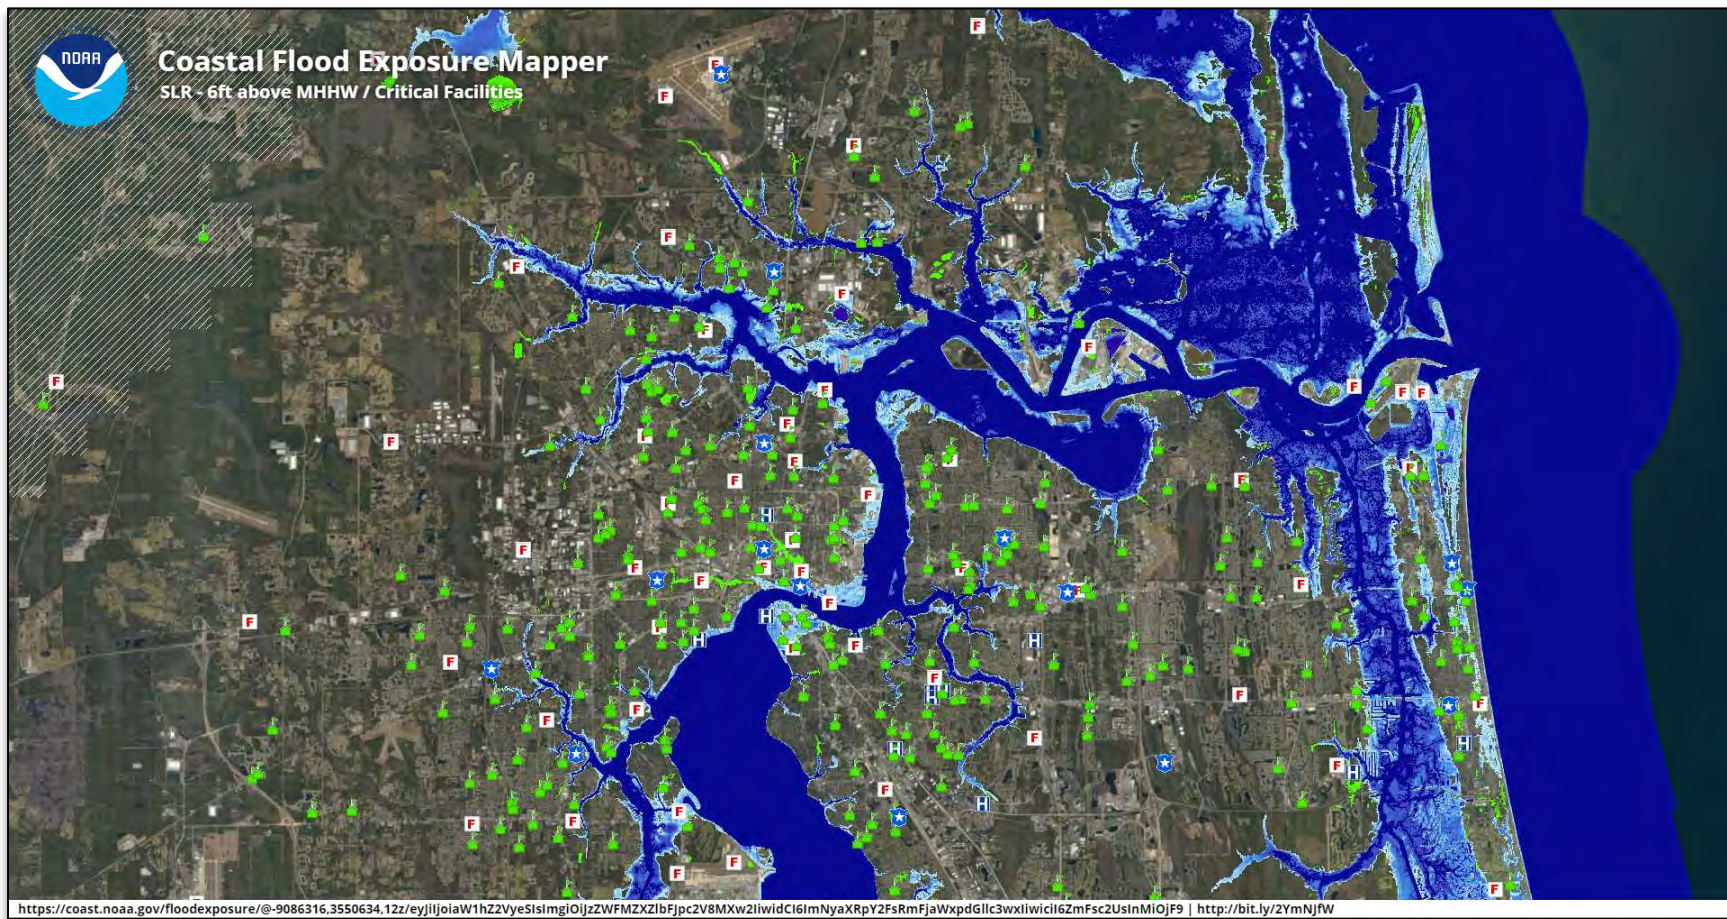 NOAA
Coastal Flood Exposure Mapper
SLR - 6ft above MHHW / Critical Facilities
https://coast.noaa.gov/floodexposure/@-9086316,3550634,12z/eyJiIjoiaW1hZ2VyeSIsImgiOiJzZWFMZXZlbFJpc2V8MXw2IiwidCI6ImNyaXRpY2FsRmFjaWxpdGllc3wxIiwiciI6ZmFsc2UsInMiOjF9 | http://bit.ly/2YmNJfW